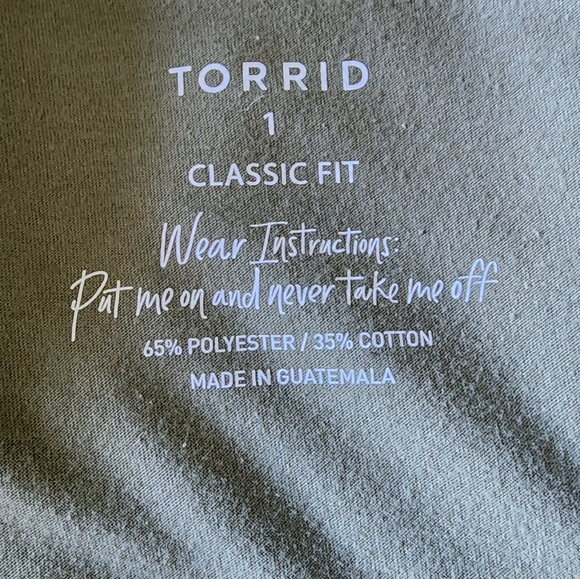 TORRID
1
CLASSIC FIT
Wear Instructions:
Put me on and never take me off
65% POLYESTER / 35% COTTON
MADE IN GUATEMALA